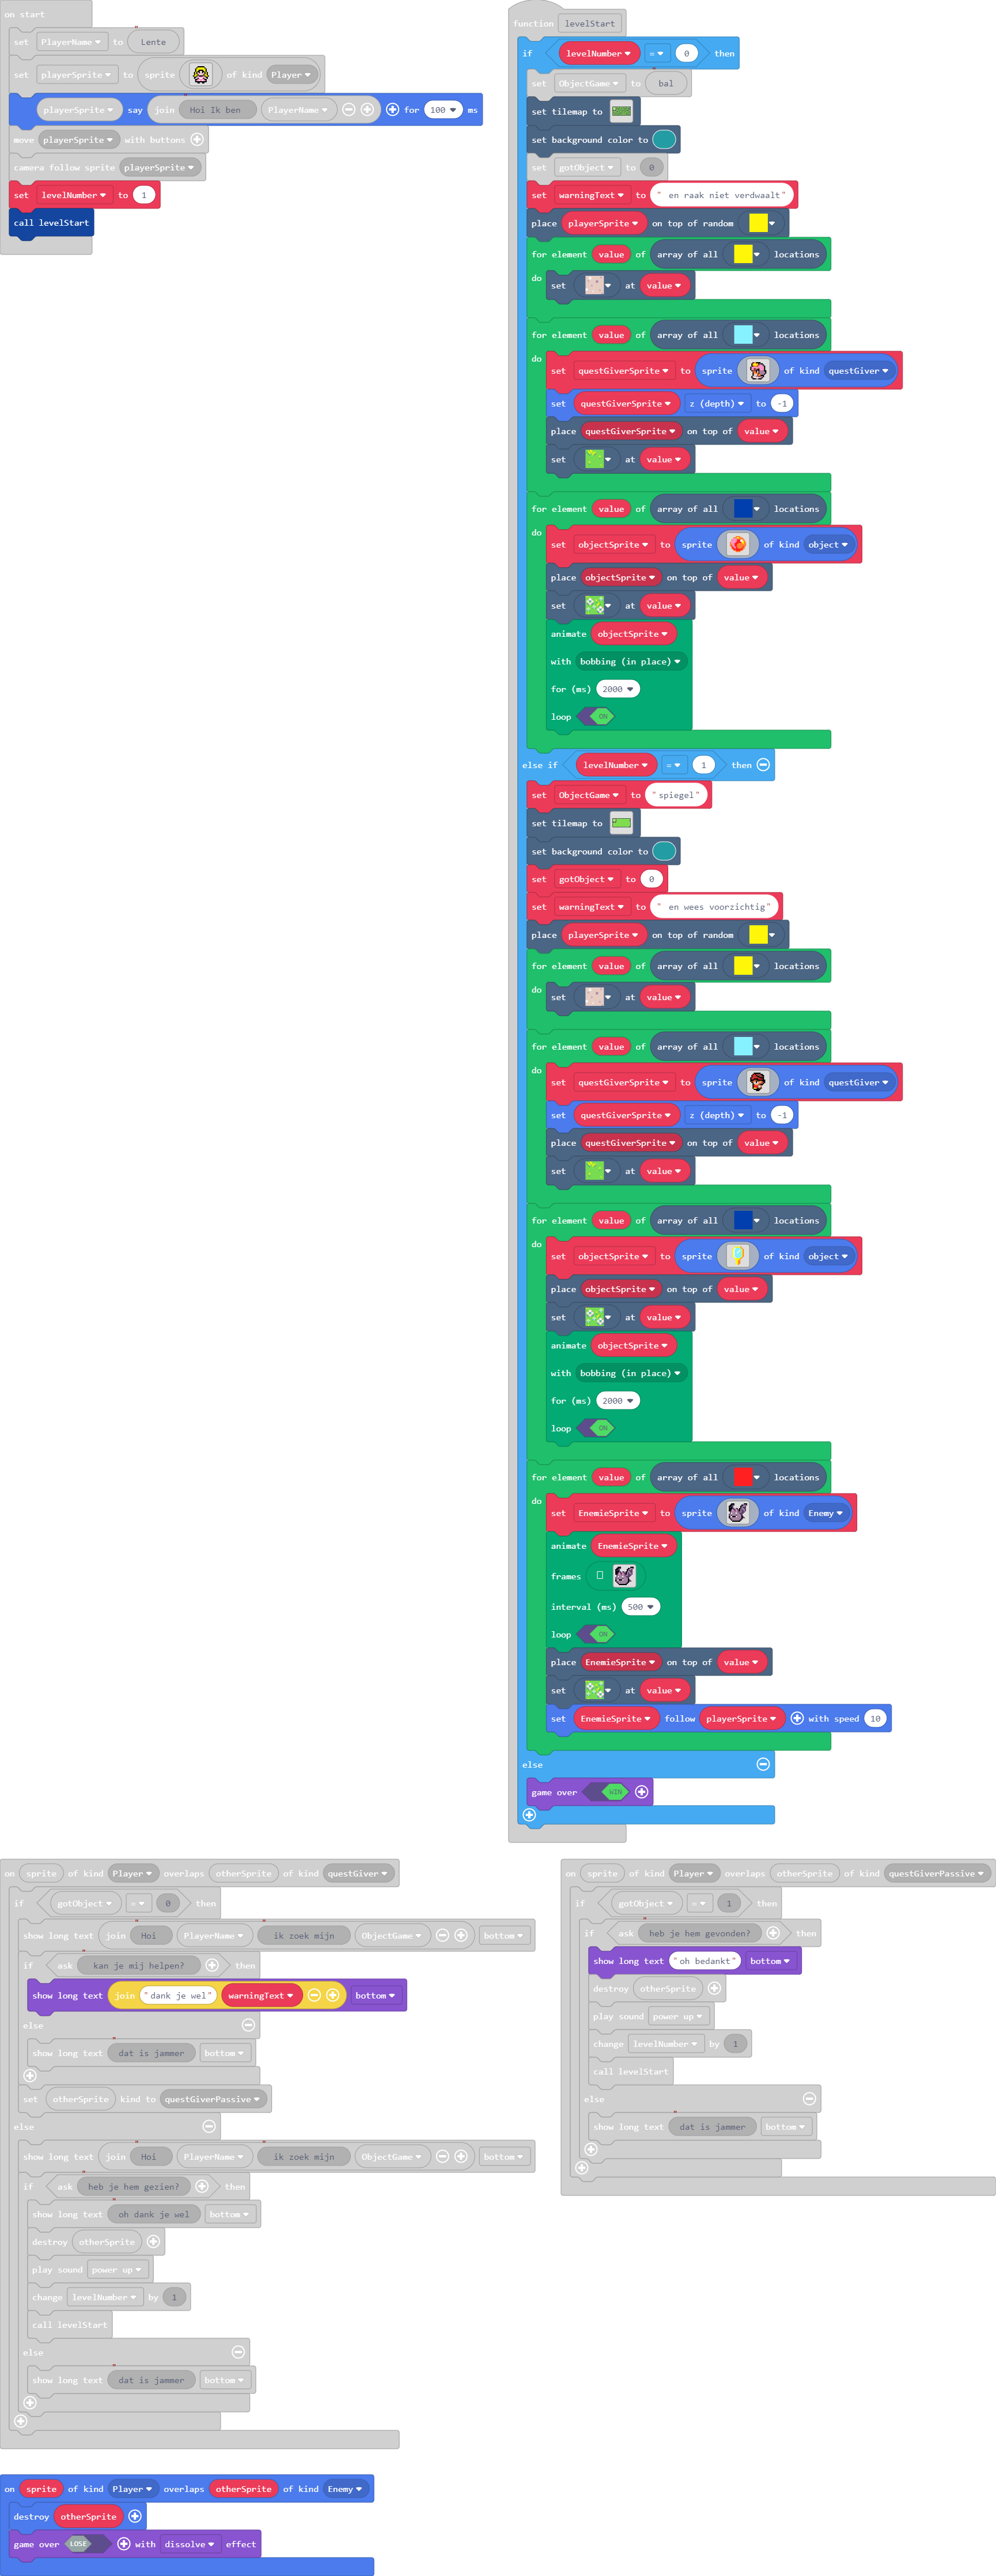 on start
set PlayerName to Lente
set playerSprite to sprite of kind Player
playerSprite say join Hoi Ik ben PlayerName for 100 ms
move playerSprite with buttons
camera follow sprite playerSprite
set levelNumber to 1
call levelStart
function levelStart
if levelNumber = 0 then
set ObjectGame to bal
set tilemap to
set background color to
set gotObject to 0
set warningText to " en raak niet verdwaalt"
place playerSprite on top of random
for element value of array of all locations
do set at value
for element value of array of all locations
do set questGiverSprite to sprite of kind questGiver
set questGiverSprite z (depth) to -1
place questGiverSprite on top of value
set at value
for element value of array of all locations
do set objectSprite to sprite of kind object
place objectSprite on top of value
set at value
animate objectSprite
with bobbing (in place)
for (ms) 2000
loop ON
else if levelNumber = 1 then
set ObjectGame to "spiegel"
set tilemap to
set background color to
set gotObject to 0
set warningText to " en wees voorzichtig"
place playerSprite on top of random
for element value of array of all locations
do set at value
for element value of array of all locations
do set questGiverSprite to sprite of kind questGiver
set questGiverSprite z (depth) to -1
place questGiverSprite on top of value
set at value
for element value of array of all locations
do set objectSprite to sprite of kind object
place objectSprite on top of value
set at value
animate objectSprite
with bobbing (in place)
for (ms) 2000
loop ON
for element value of array of all locations
do set EnemieSprite to sprite of kind Enemy
animate EnemieSprite
frames
interval (ms) 500
loop ON
place EnemieSprite on top of value
set at value
set EnemieSprite follow playerSprite with speed 10
else
game over WIN
on sprite of kind Player overlaps otherSprite of kind questGiver
if gotObject = 0 then
show long text join Hoi PlayerName ik zoek mijn ObjectGame bottom
if ask kan je mij helpen? then
show long text join "dank je wel" warningText bottom
else
show long text dat is jammer bottom
set otherSprite kind to questGiverPassive
else
show long text join Hoi PlayerName ik zoek mijn ObjectGame bottom
if ask heb je hem gezien? then
show long text oh dank je wel bottom
destroy otherSprite
play sound power up
change levelNumber by 1
call levelStart
else
show long text dat is jammer bottom
on sprite of kind Player overlaps otherSprite of kind questGiverPassive
if gotObject = 1 then
if ask heb je hem gevonden? then
show long text "oh bedankt" bottom
destroy otherSprite
play sound power up
change levelNumber by 1
call levelStart
else
show long text dat is jammer bottom
on sprite of kind Player overlaps otherSprite of kind Enemy
destroy otherSprite
game over LOSE with dissolve effect